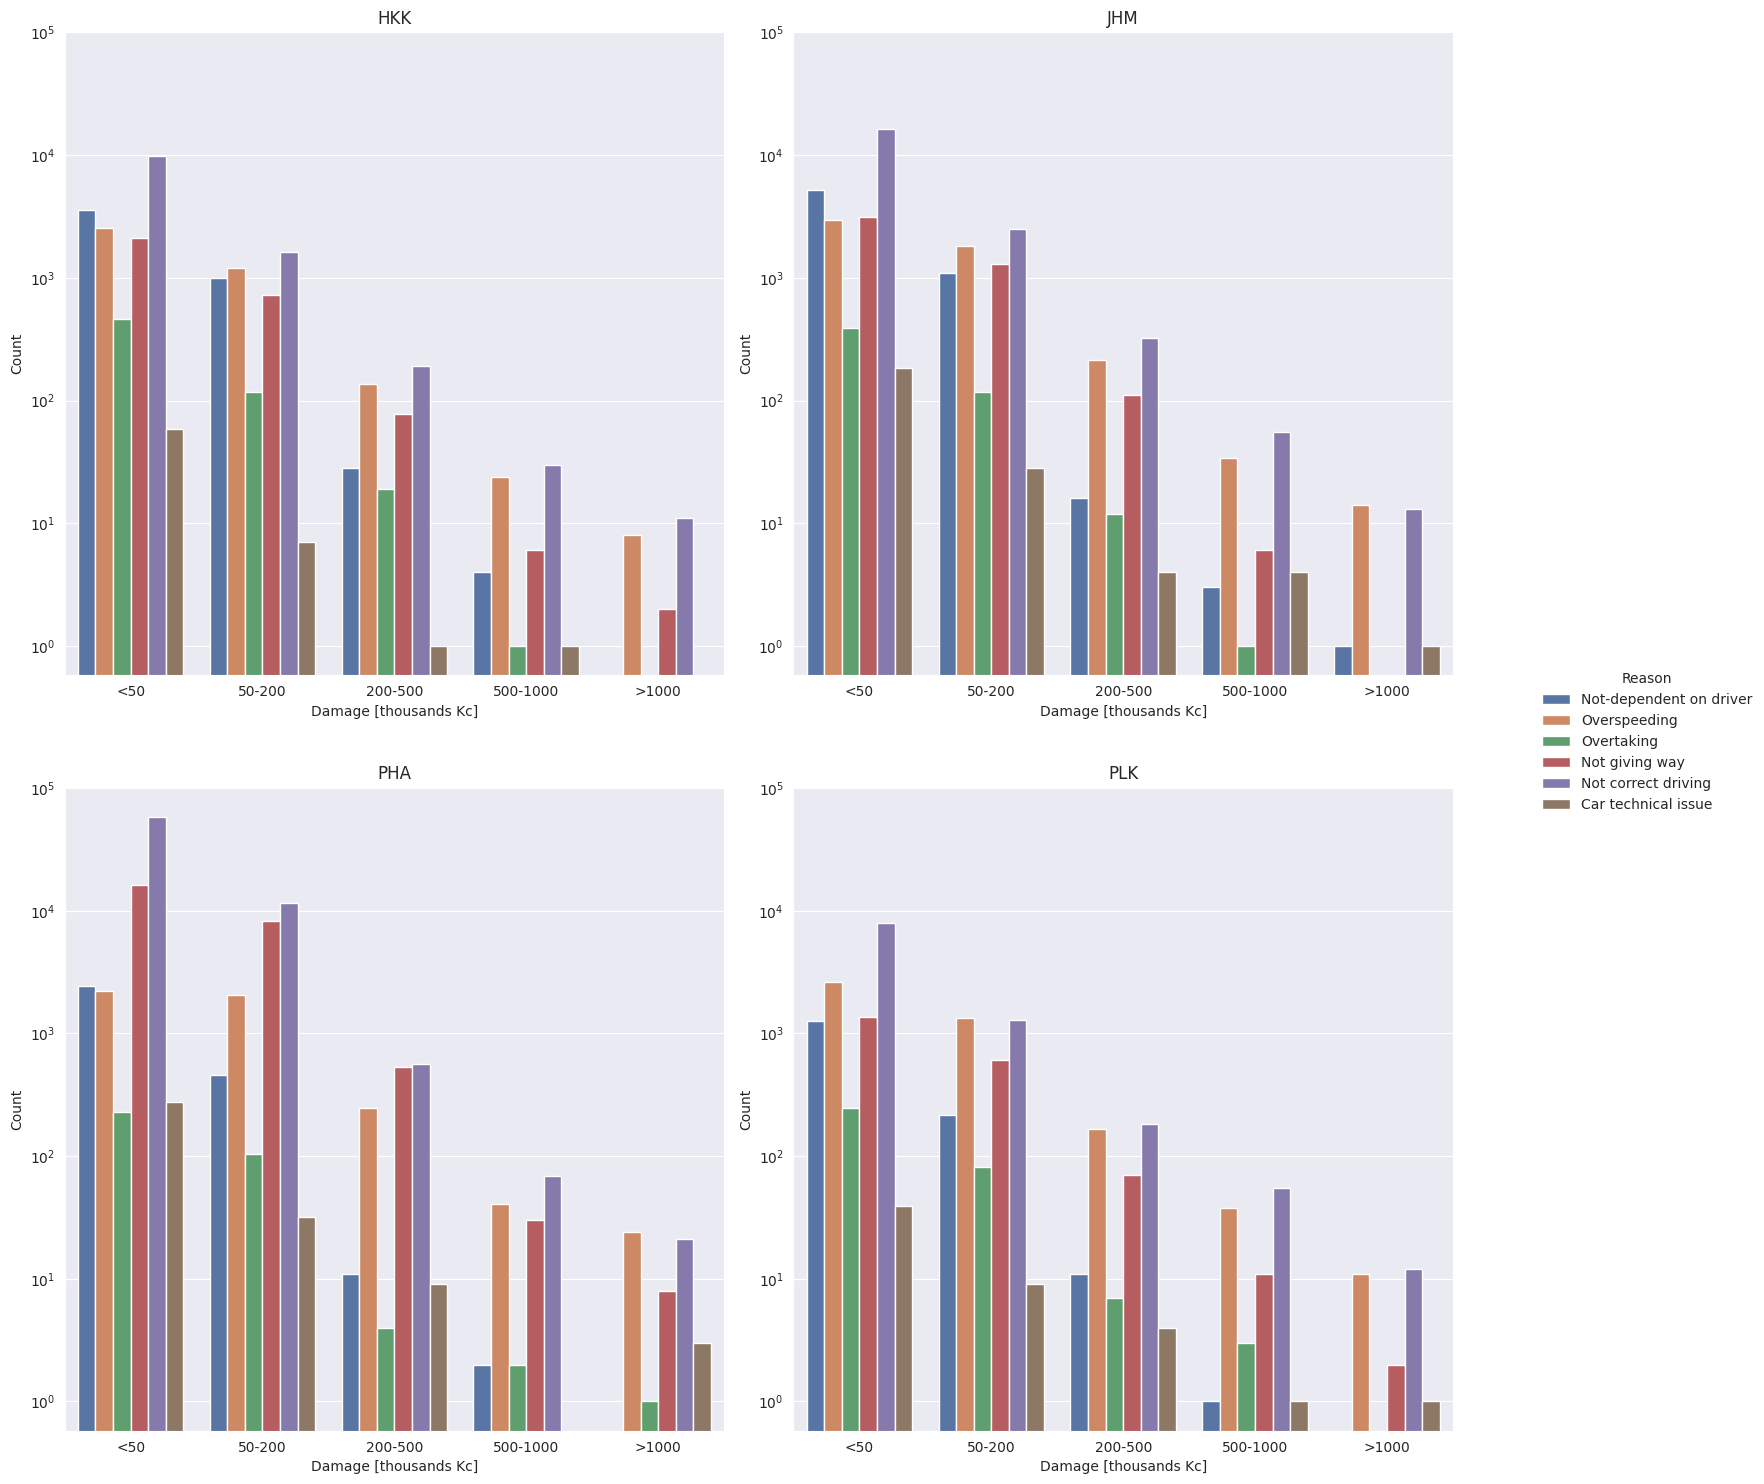 HKK
10^5
10^4
10^3
10^2
10^1
10^0
Count
<50 50-200 200-500 500-1000 >1000
Damage [thousands Kc]
JHM
10^5
10^4
10^3
10^2
10^1
10^0
Count
<50 50-200 200-500 500-1000 >1000
Damage [thousands Kc]
PHA
10^5
10^4
10^3
10^2
10^1
10^0
Count
<50 50-200 200-500 500-1000 >1000
Damage [thousands Kc]
PLK
10^5
10^4
10^3
10^2
10^1
10^0
Count
<50 50-200 200-500 500-1000 >1000
Damage [thousands Kc]
Reason
Not-dependent on driver
Overspeeding
Overtaking
Not giving way
Not correct driving
Car technical issue